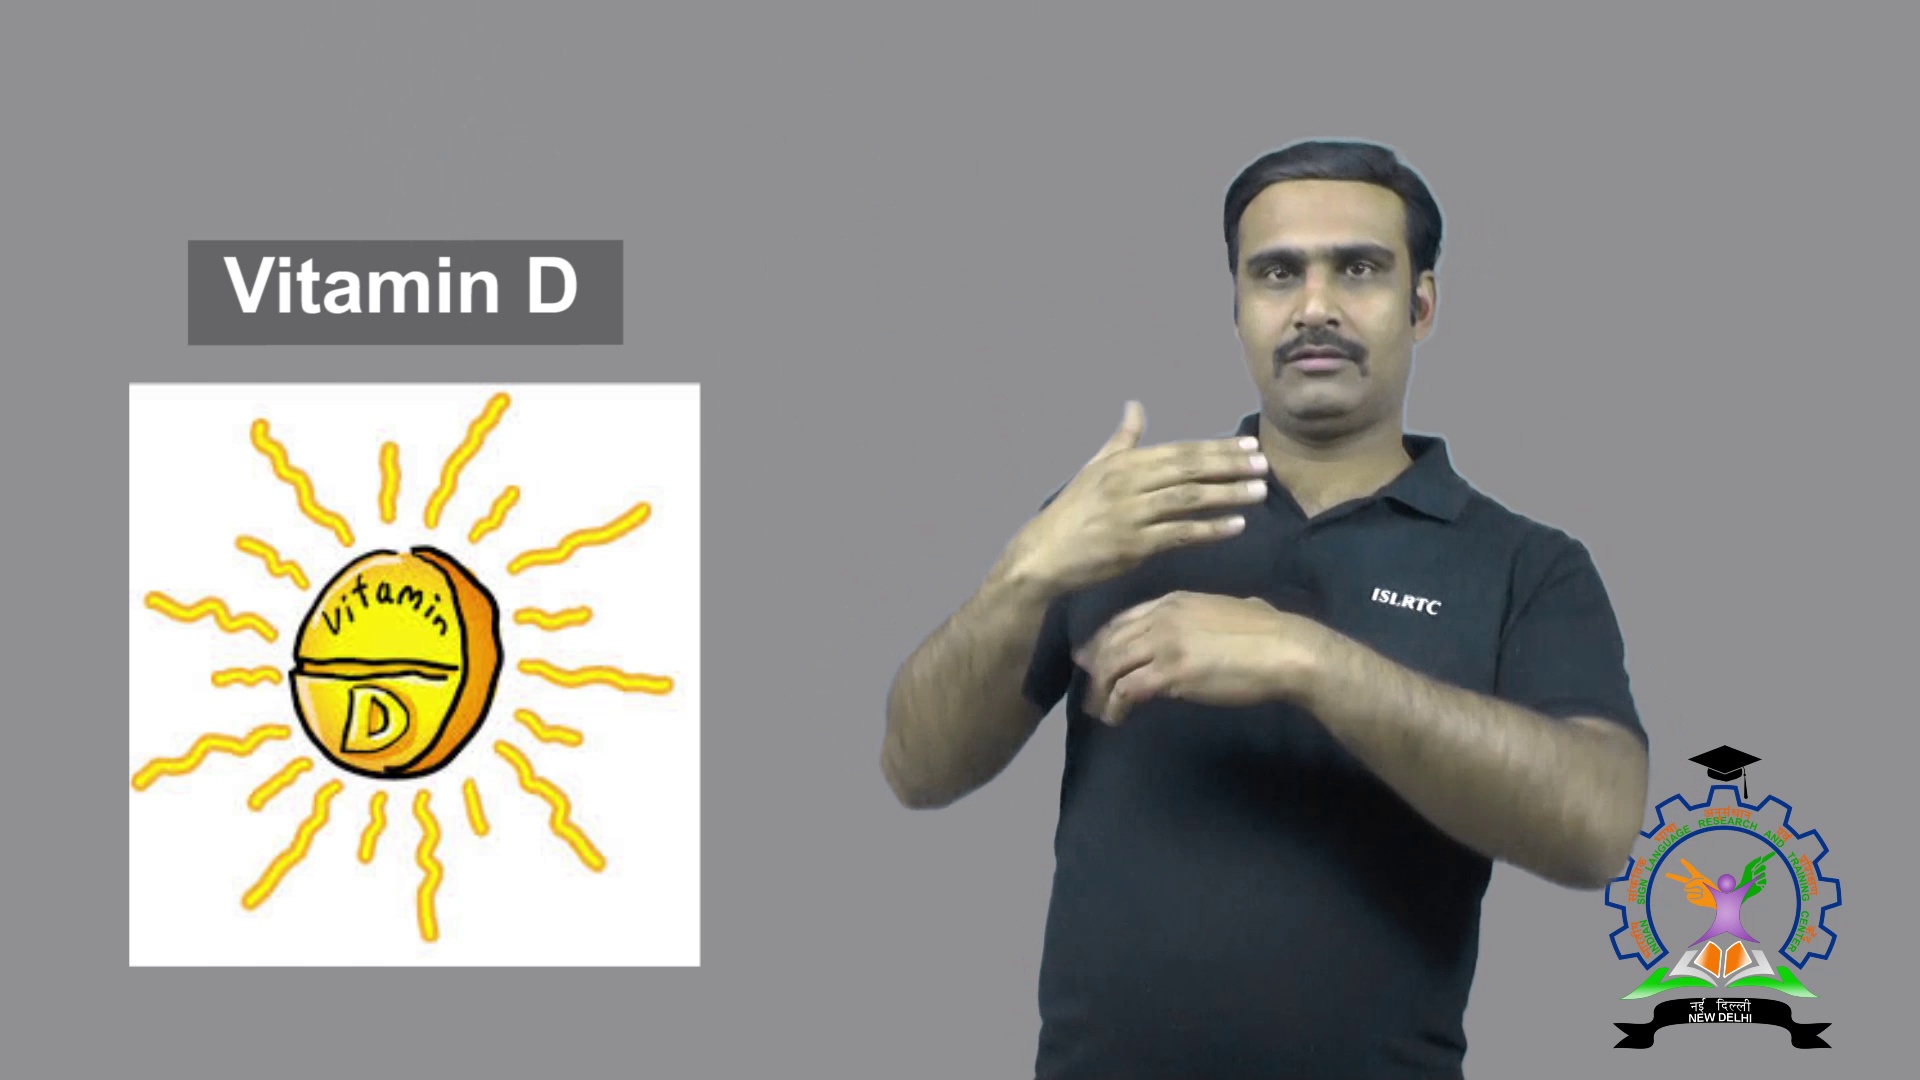 Vitamin D
Vitamin
D
ISLRTC
INDIAN SIGN LANGUAGE RESEARCH AND TRAINING CENTER
नई दिल्ली
NEW DELHI